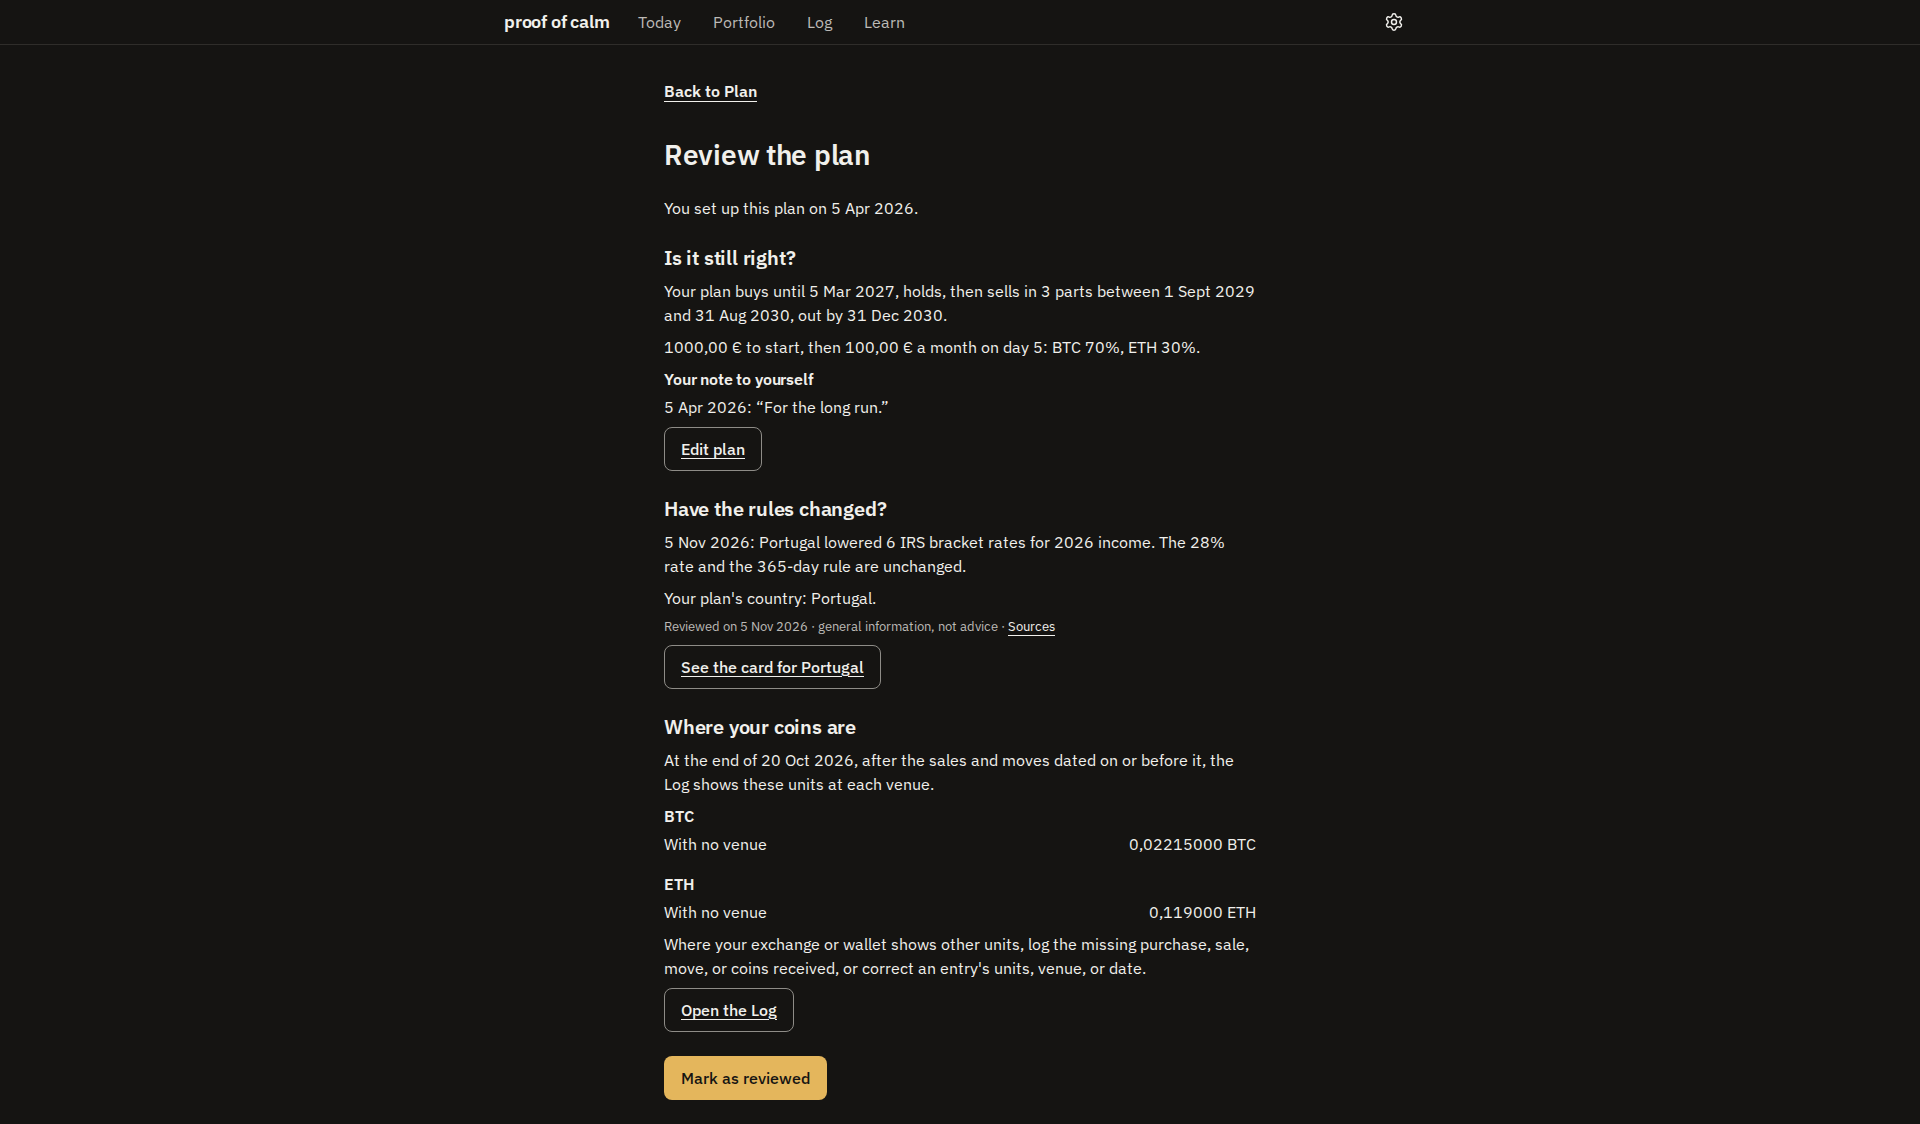 proof of calm Today Portfolio Log Learn
Back to Plan
Review the plan
You set up this plan on 5 Apr 2026.
Is it still right?
Your plan buys until 5 Mar 2027, holds, then sells in 3 parts between 1 Sept 2029
and 31 Aug 2030, out by 31 Dec 2030.
1000,00 € to start, then 100,00 € a month on day 5: BTC 70%, ETH 30%.
Your note to yourself
5 Apr 2026: “For the long run.”
Edit plan
Have the rules changed?
5 Nov 2026: Portugal lowered 6 IRS bracket rates for 2026 income. The 28%
rate and the 365-day rule are unchanged.
Your plan's country: Portugal.
Reviewed on 5 Nov 2026 · general information, not advice · Sources
See the card for Portugal
Where your coins are
At the end of 20 Oct 2026, after the sales and moves dated on or before it, the
Log shows these units at each venue.
BTC
With no venue 0,02215000 BTC
ETH
With no venue 0,119000 ETH
Where your exchange or wallet shows other units, log the missing purchase, sale,
move, or coins received, or correct an entry's units, venue, or date.
Open the Log
Mark as reviewed